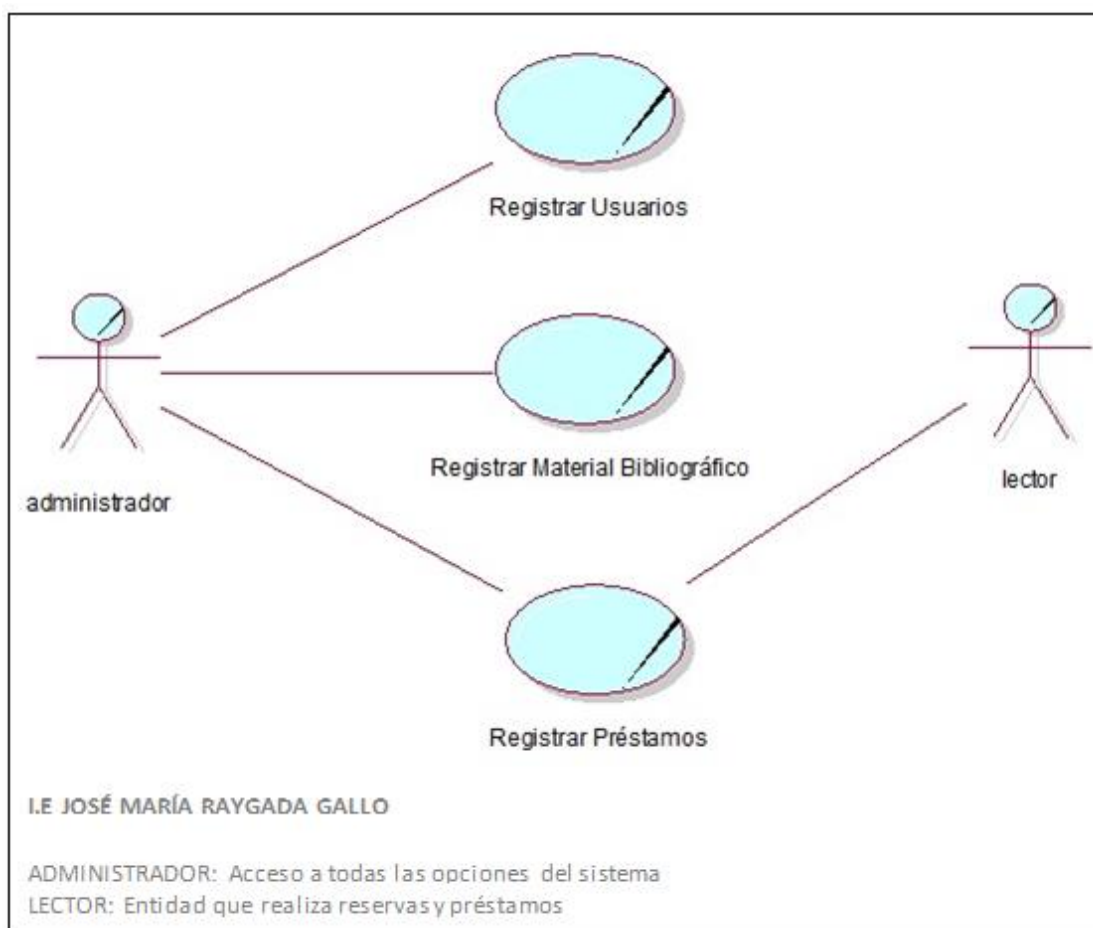 Registrar Usuarios
Registrar Material Bibliográfico
administrador
lector
Registrar Préstamos
I.E JOSÉ MARÍA RAYGADA GALLO
ADMINISTRADOR: Acceso a todas las opciones del sistema
LECTOR: Entidad que realiza reservas y préstamos